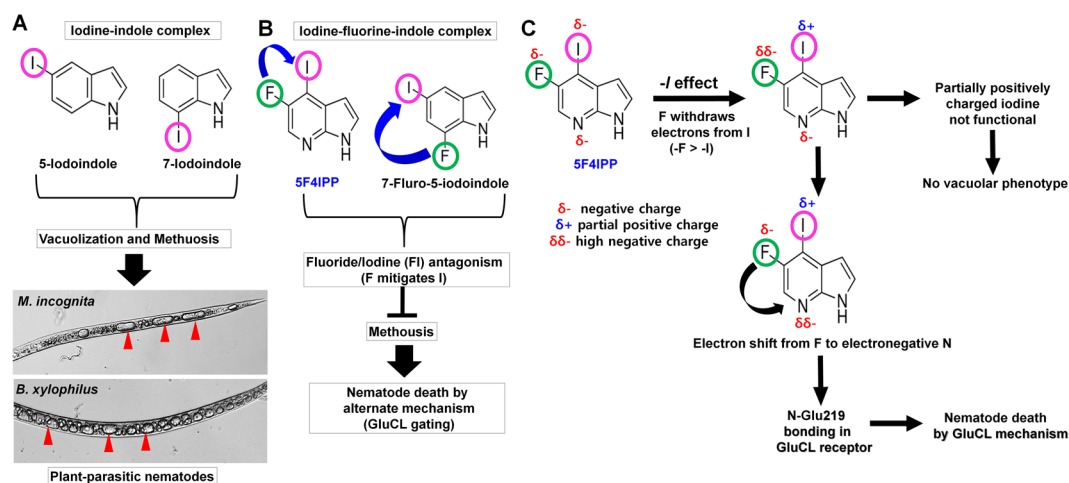 A
Iodine-indole complex
I
N
H
5-Iodoindole
N
H
I
7-Iodoindole
Vacuolization and Methuosis
M. incognita
B. xylophilus
Plant-parasitic nematodes
B
Iodine-fluorine-indole complex
I
F
N
N
H
5F4IPP
I
N
H
F
7-Fluro-5-iodoindole
Fluoride/Iodine (FI) antagonism
(F mitigates I)
Methousis
Nematode death by
alternate mechanism
(GluCL gating)
C
δ-
δ-
I
F
N
N
H
δ-
5F4IPP
-I effect
F withdraws
electrons from I
(-F > -I)
δ+
δδ-
I
F
N
N
H
δ-
Partially positively
charged iodine
not functional
No vacuolar phenotype
δ- negative charge
δ+ partial positive charge
δδ- high negative charge
δ+
δ-
I
F
N
N
H
δδ-
Electron shift from F to electronegative N
N-Glu219
bonding in
GluCL receptor
Nematode death
by GluCL mechanism